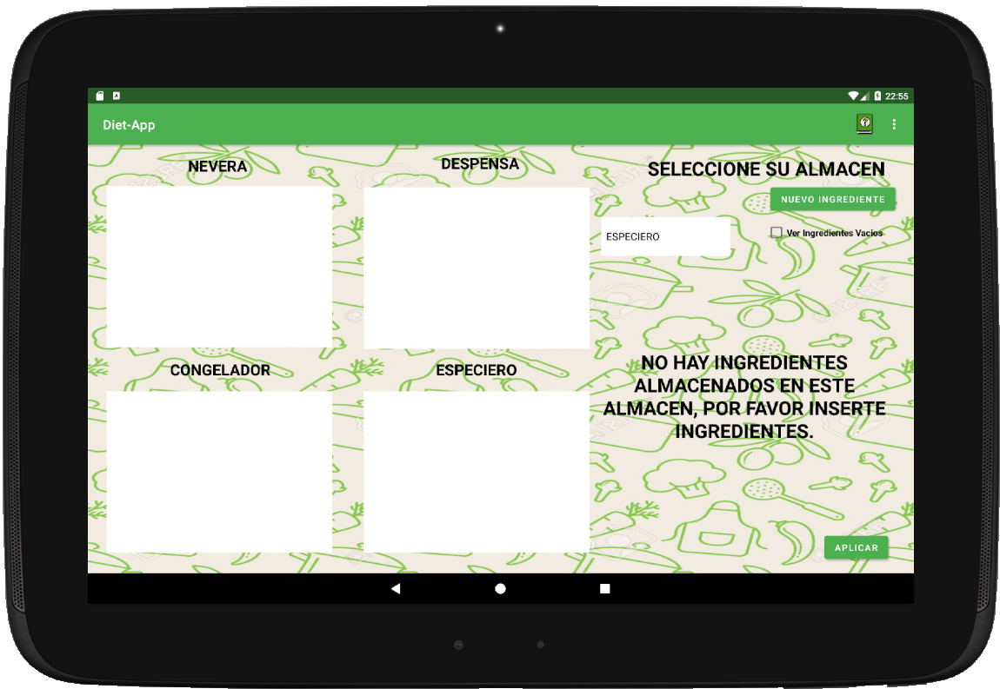 22:55
Diet-App
NEVERA
DESPENSA
SELECCIONE SU ALMACEN
NUEVO INGREDIENTE
ESPECIERO
Ver Ingredientes Vacios
CONGELADOR
ESPECIERO
NO HAY INGREDIENTES
ALMACENADOS EN ESTE
ALMACEN, POR FAVOR INSERTE
INGREDIENTES.
APLICAR